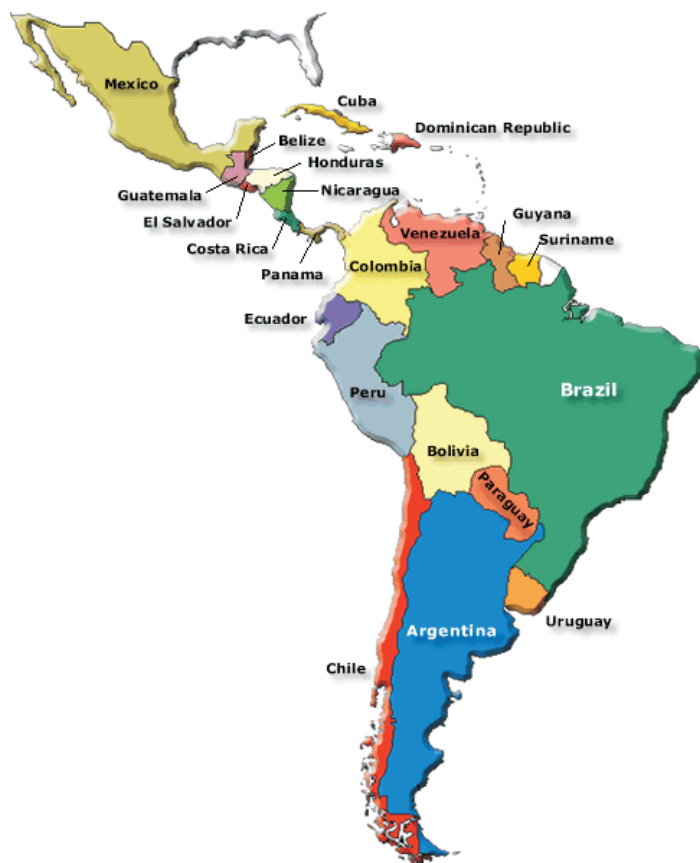 Mexico
Cuba
Dominican Republic
Belize
Honduras
Guatemala
Nicaragua
El Salvador
Costa Rica
Panama
Guyana
Venezuela
Suriname
Colombia
Ecuador
Peru
Brazil
Bolivia
Paraguay
Uruguay
Argentina
Chile